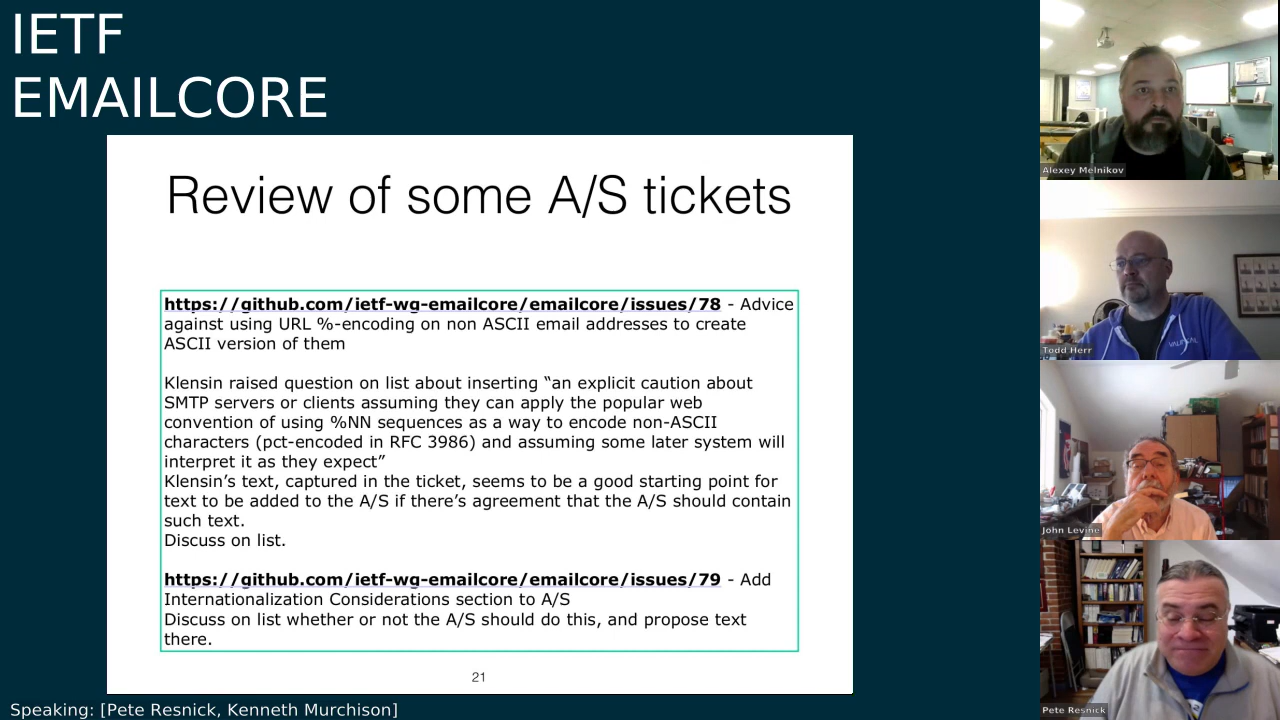 IETF
EMAILCORE
Review of some A/S tickets
https://github.com/ietf-wg-emailcore/emailcore/issues/78 - Advice
against using URL %-encoding on non ASCII email addresses to create
ASCII version of them
Klensin raised question on list about inserting “an explicit caution about
SMTP servers or clients assuming they can apply the popular web
convention of using %NN sequences as a way to encode non-ASCII
characters (pct-encoded in RFC 3986) and assuming some later system will
interpret it as they expect”
Klensin’s text, captured in the ticket, seems to be a good starting point for
text to be added to the A/S if there’s agreement that the A/S should contain
such text.
Discuss on list.
https://github.com/ietf-wg-emailcore/emailcore/issues/79 - Add
Internationalization Considerations section to A/S
Discuss on list whether or not the A/S should do this, and propose text
there.
21
Speaking: [Pete Resnick, Kenneth Murchison]
Alexey Melnikov
Todd Herr
John Levine
Pete Resnick